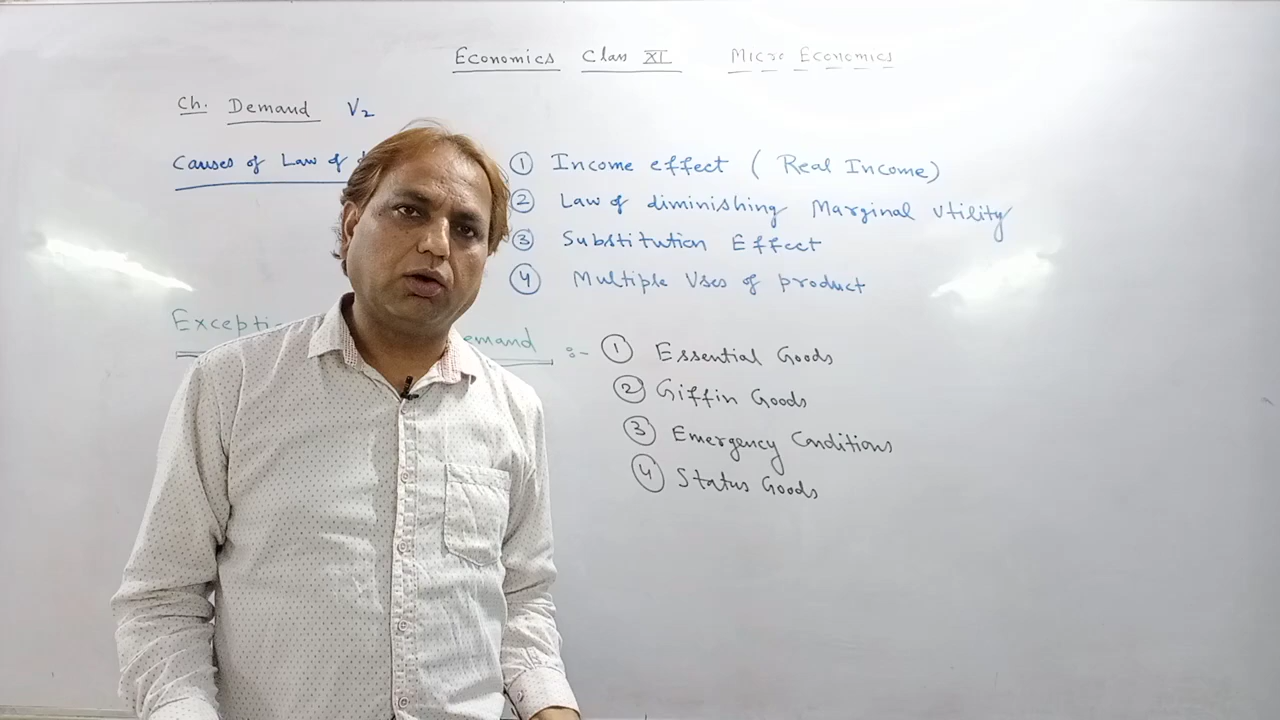 Economics Class XI Micro Economics
Ch. Demand V2
Causes of Law of
① Income effect ( Real Income)
② Law of diminishing Marginal Utility
③ Substitution Effect
④ Multiple Uses of product
Excepti emand :-
① Essential Goods
② Giffin Goods
③ Emergency Conditions
④ Status Goods